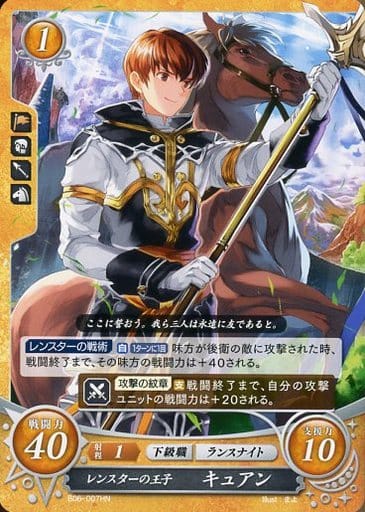 1
ここに誓おう。我ら三人は永遠に友であると。
レンスターの戦術 自 1ターンに1回 味方が後衛の敵に攻撃された時、
戦闘終了まで、その味方の戦闘力は+40される。
攻撃の紋章 支 戦闘終了まで、自分の攻撃
ユニットの戦闘力は+20される。
戦闘力 40
射程 1 下級職 ランスナイト
支援力 10
レンスターの王子 キュアン
B06-007HN
Illust:まよ